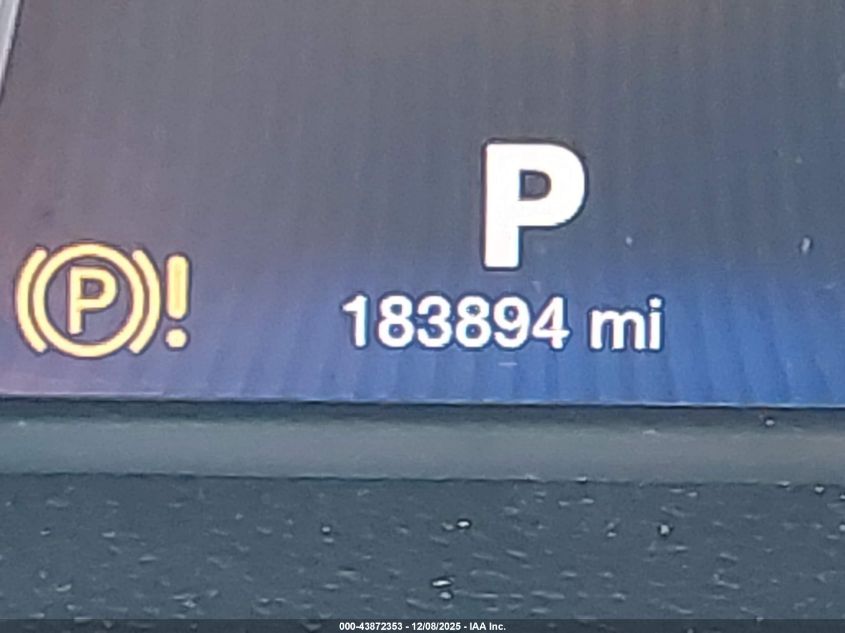 P
(P)!
183894 mi
000-43872353 - 12/08/2025 - IAA Inc.